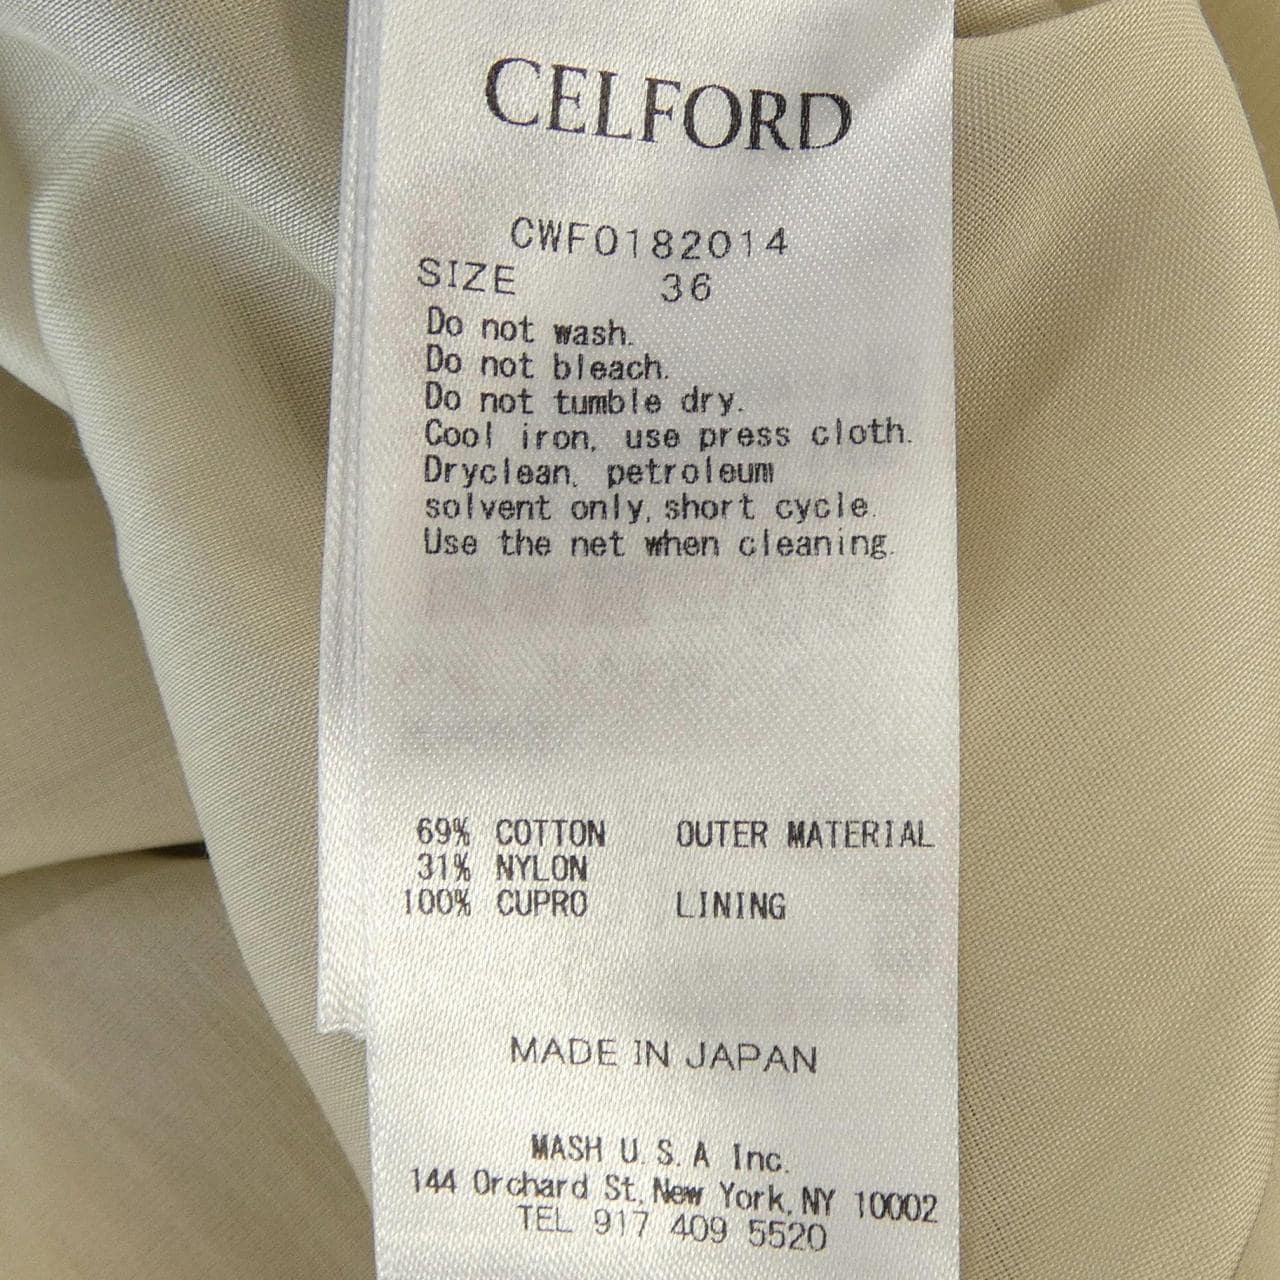 CELFORD
CWFO182014
SIZE 36
Do not wash.
Do not bleach.
Do not tumble dry.
Cool iron, use press cloth.
Dryclean, petroleum
solvent only, short cycle.
Use the net when cleaning.
69% COTTON OUTER MATERIAL
31% NYLON
100% CUPRO LINING
MADE IN JAPAN
MASH U.S.A Inc.
144 Orchard St, New York, NY 10002
TEL 917 409 5520